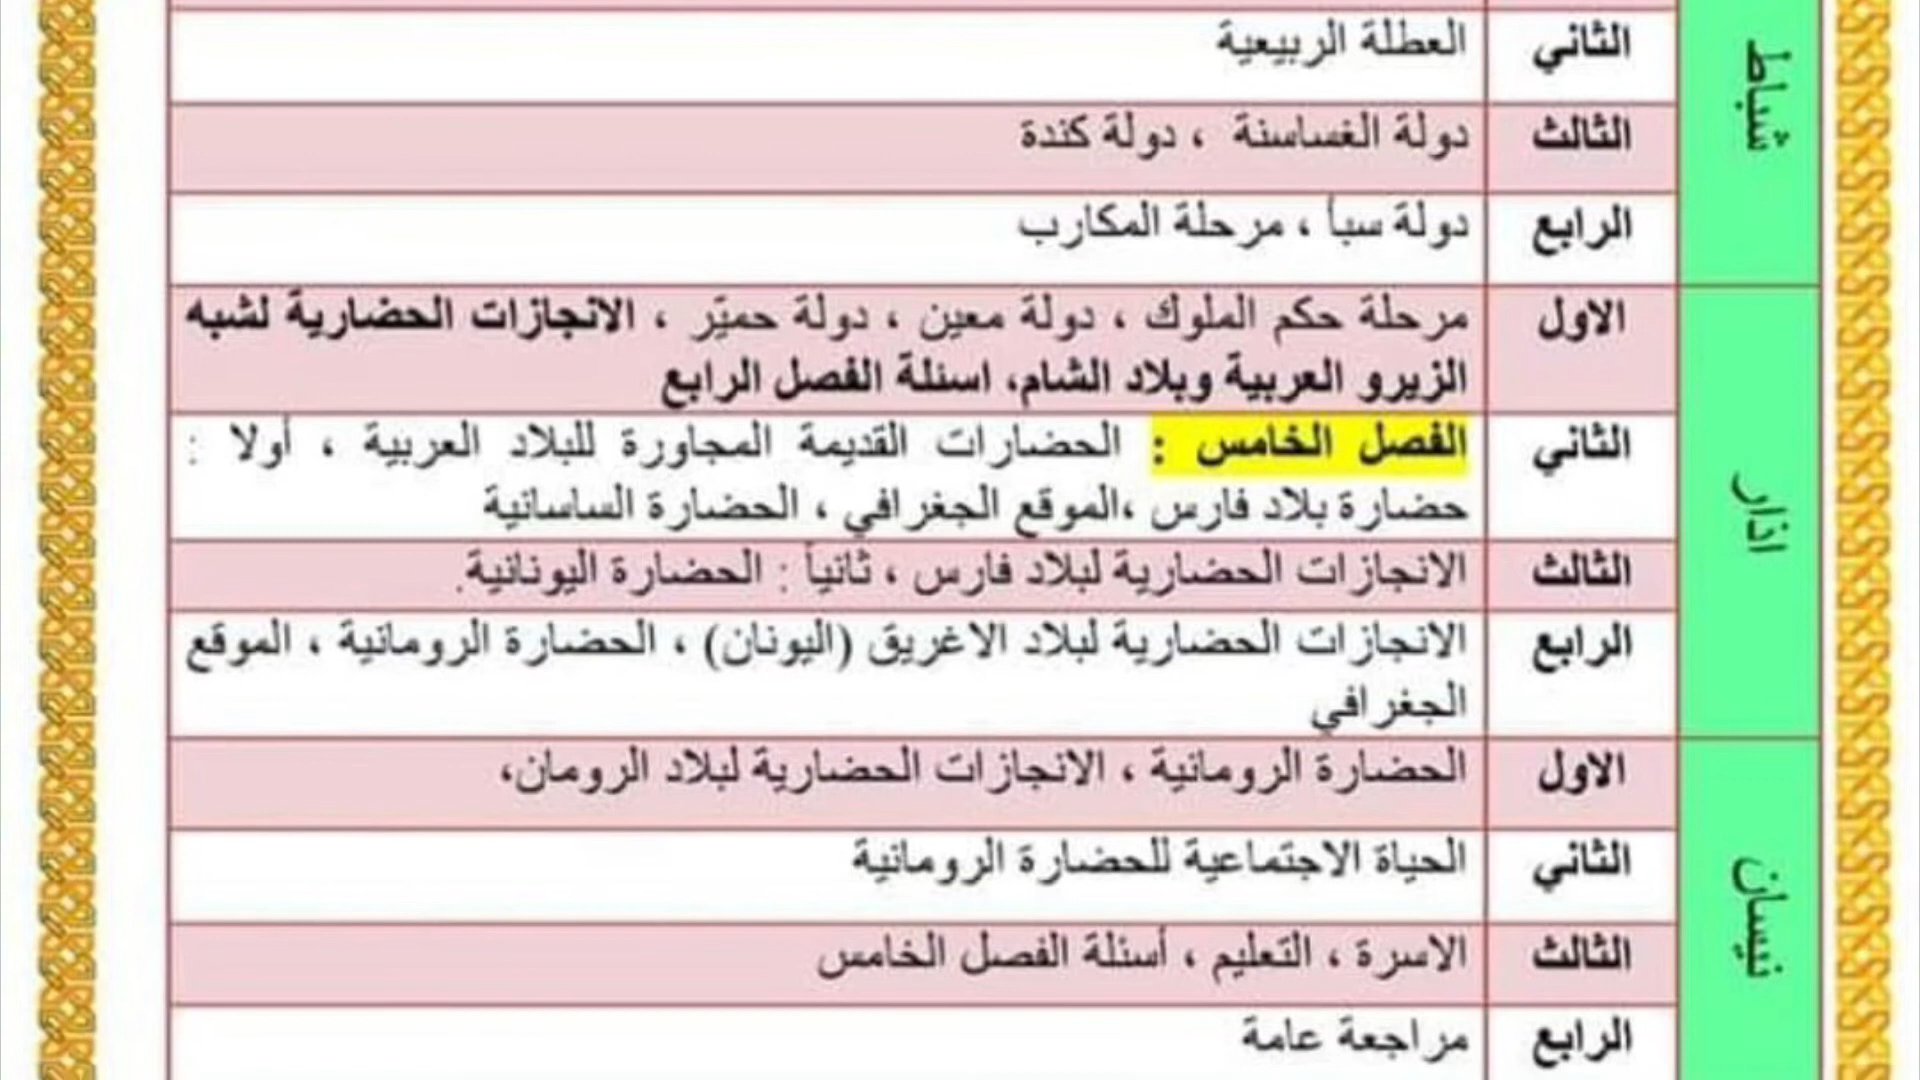 شباط
الثاني
العطلة الربيعية
الثالث
دولة الغساسنة ، دولة كندة
الرابع
دولة سبأ ، مرحلة المكارب
اذار
الاول
مرحلة حكم الملوك ، دولة معين ، دولة حميّر ، الانجازات الحضارية لشبه
الزيرو العربية وبلاد الشام، اسئلة الفصل الرابع
الثاني
الفصل الخامس : الحضارات القديمة المجاورة للبلاد العربية ، أولا :
حضارة بلاد فارس ،الموقع الجغرافي ، الحضارة الساسانية
الثالث
الانجازات الحضارية لبلاد فارس ، ثانياً : الحضارة اليونانية.
الرابع
الانجازات الحضارية لبلاد الاغريق (اليونان) ، الحضارة الرومانية ، الموقع
الجغرافي
نيسان
الاول
الحضارة الرومانية ، الانجازات الحضارية لبلاد الرومان،
الثاني
الحياة الاجتماعية للحضارة الرومانية
الثالث
الاسرة ، التعليم ، أسئلة الفصل الخامس
الرابع
مراجعة عامة